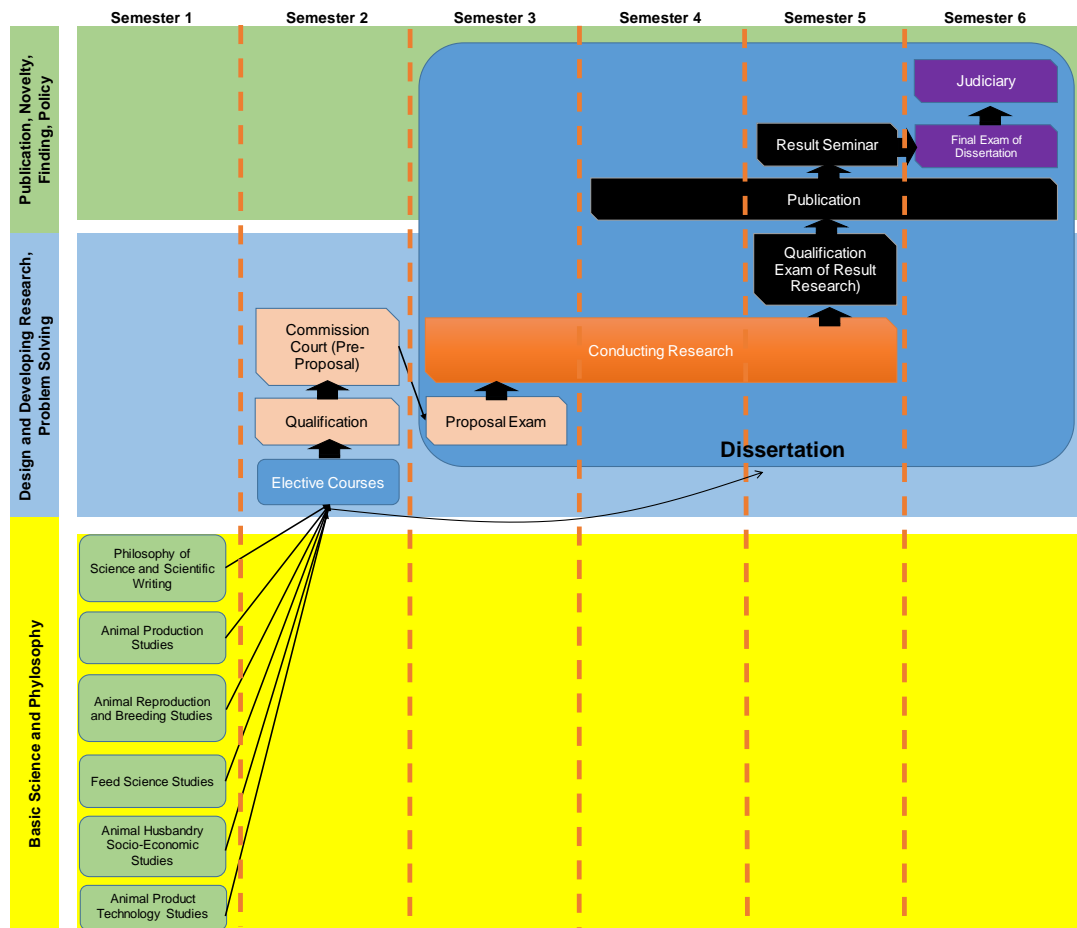 Semester 1
Semester 2
Semester 3
Semester 4
Semester 5
Semester 6
Publication, Novelty,
Finding, Policy
Judiciary
Result Seminar
Final Exam of
Dissertation
Publication
Design and Developing Research,
Problem Solving
Qualification
Exam of Result
Research)
Commission
Court (Pre-
Proposal)
Conducting Research
Qualification
Proposal Exam
Dissertation
Elective Courses
Basic Science and Phylosophy
Philosophy of
Science and Scientific
Writing
Animal Production
Studies
Animal Reproduction
and Breeding Studies
Feed Science Studies
Animal Husbandry
Socio-Economic
Studies
Animal Product
Technology Studies